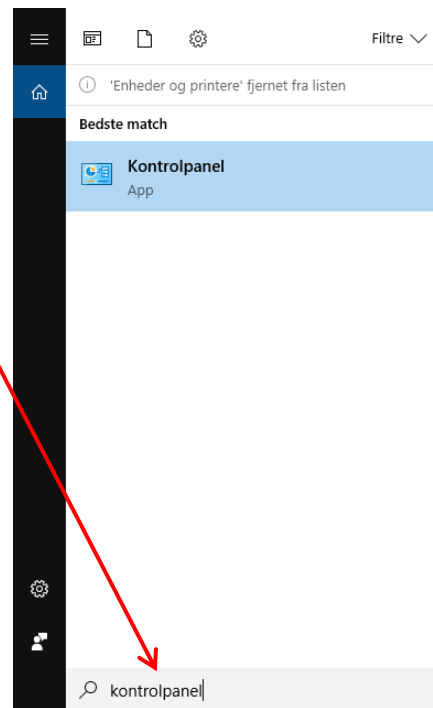 Filtre
'Enheder og printere' fjernet fra listen
Bedste match
Kontrolpanel
App
kontrolpanel